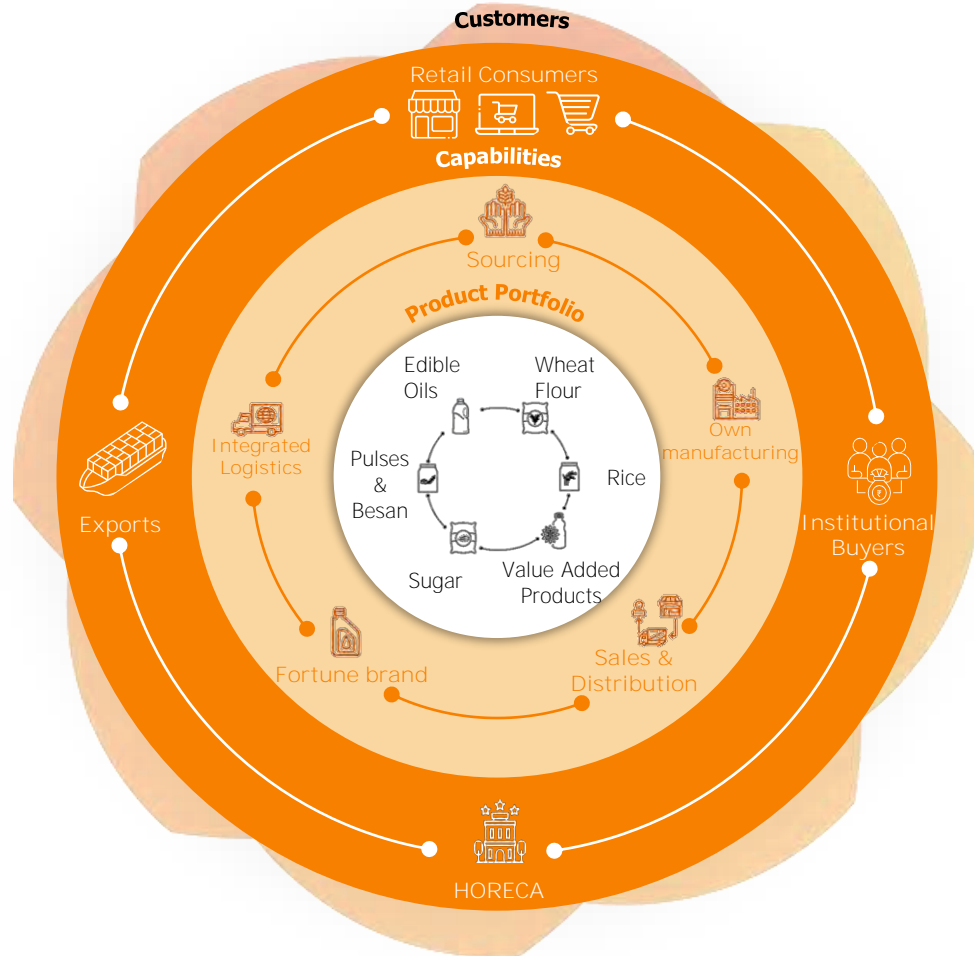 Customers
Retail Consumers
Capabilities
Sourcing
Product Portfolio
Edible
Oils
Wheat
Flour
Integrated
Logistics
Own
manufacturing
Pulses
&
Besan
Rice
Exports
Institutional
Buyers
Sugar
Value Added
Products
Fortune brand
Sales &
Distribution
HORECA